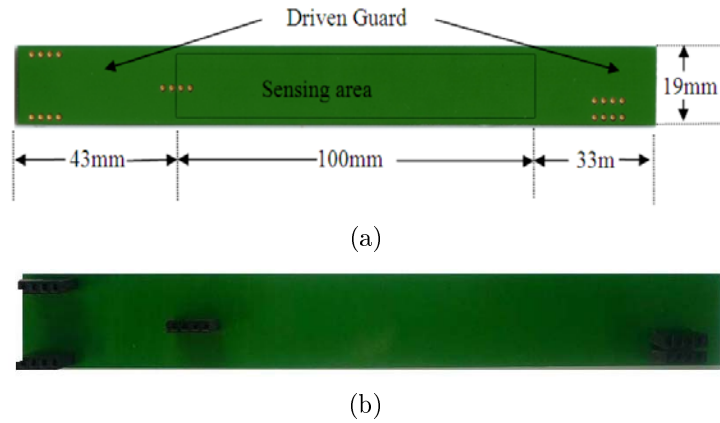 Driven Guard
Sensing area
19mm
43mm
100mm
33m
(a)
(b)